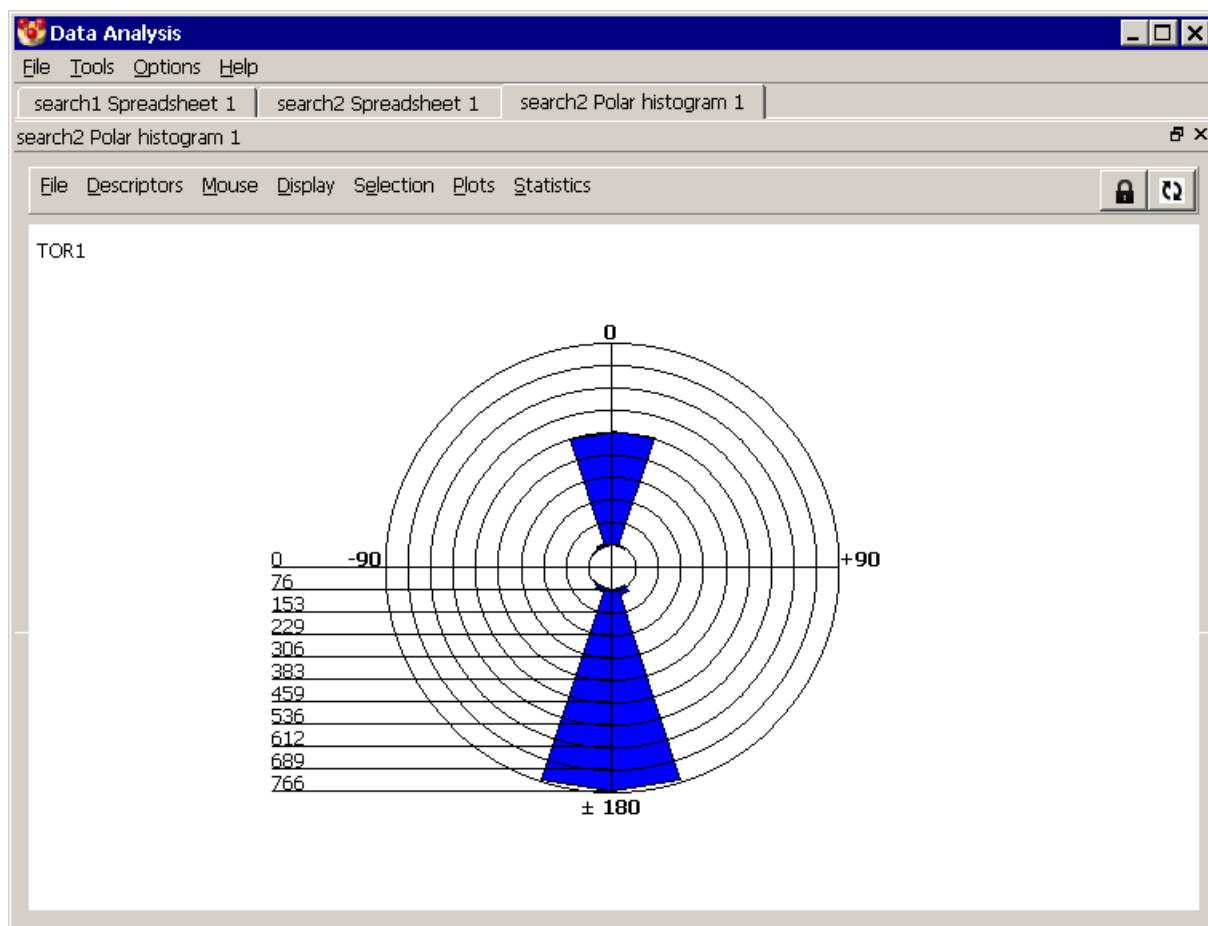 Data Analysis
File Tools Options Help
search1 Spreadsheet 1 search2 Spreadsheet 1 search2 Polar histogram 1
search2 Polar histogram 1
File Descriptors Mouse Display Selection Plots Statistics
TOR1
0
0 -90 +90
76
153
229
306
383
459
536
612
689
766
± 180